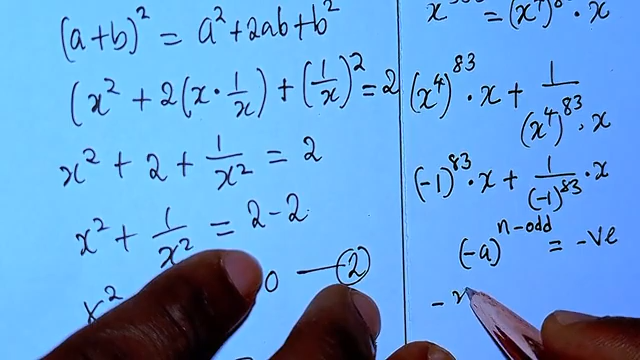 (a+b)² = a²+2ab+b²
(x² + 2(x·1/x) + (1/x)² = 2
x² + 2 + 1/x² = 2
x² + 1/x² = 2-2
x² 0 — ②
= (x⁴)⁸ · x
(x⁴)⁸³ · x + 1/(x⁴)⁸³ · x
(-1)⁸³ · x + 1/(-1)⁸³ · x
(-a)ⁿ⁻ᵒᵈᵈ = -ve
- x